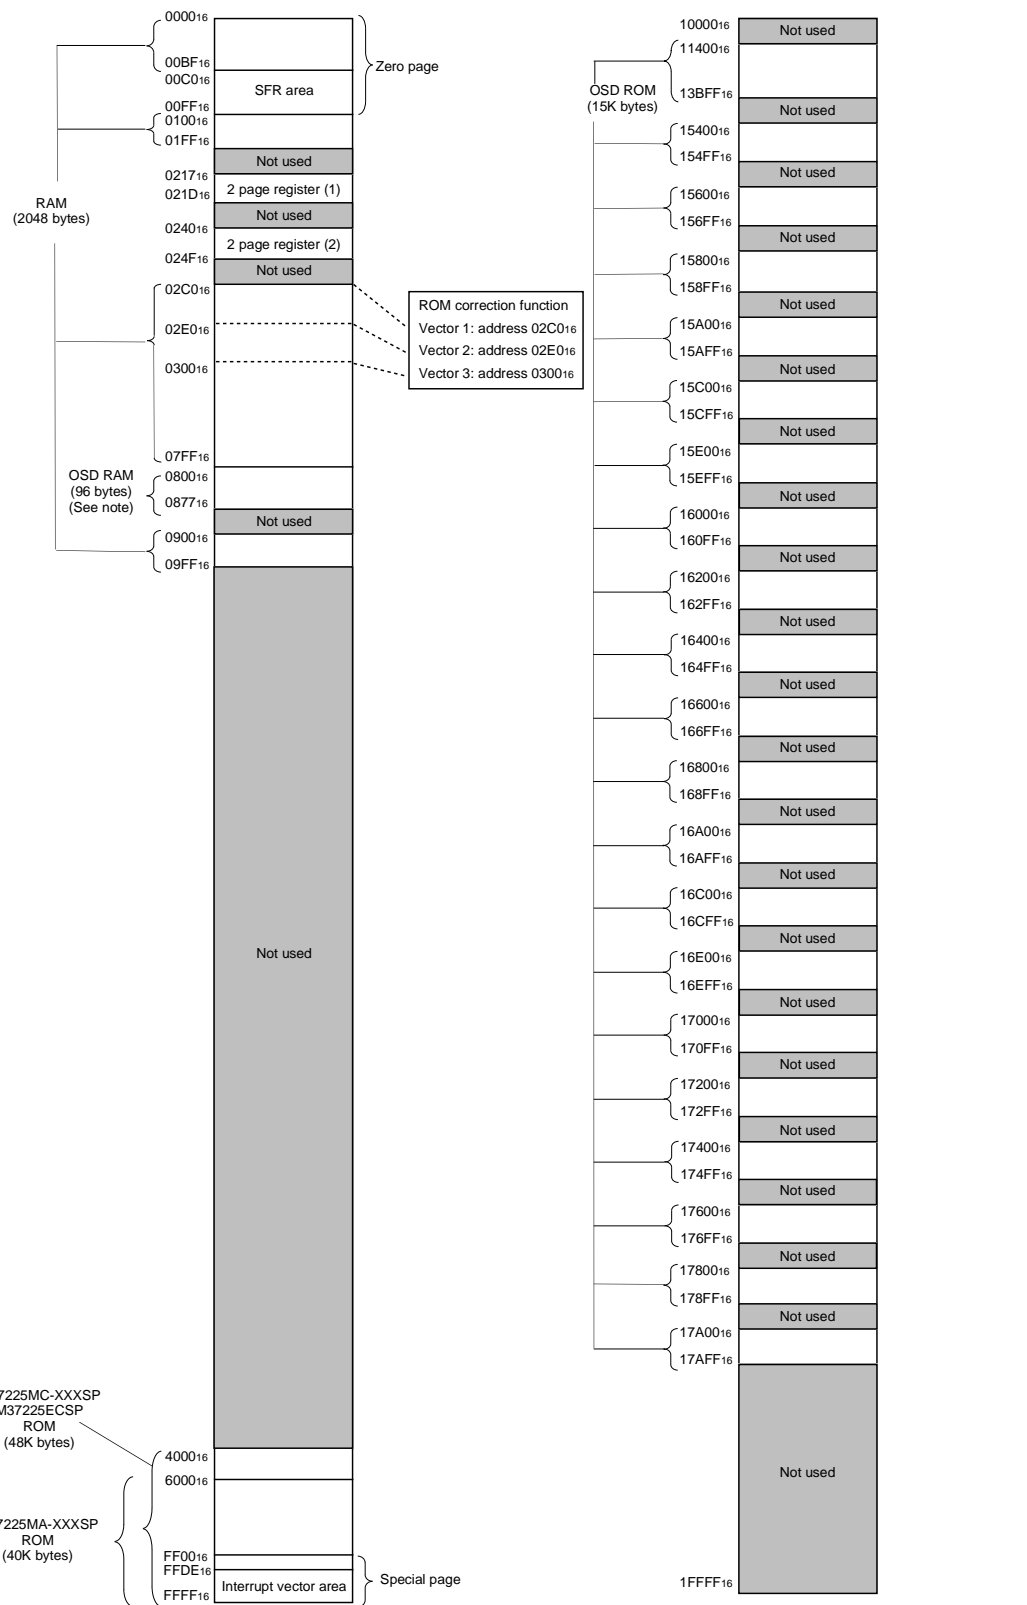 0000₁₆
00BF₁₆
00C0₁₆
SFR area
00FF₁₆
Zero page
0100₁₆
01FF₁₆
Not used
0217₁₆
2 page register (1)
021D₁₆
RAM
(2048 bytes)
Not used
0240₁₆
2 page register (2)
024F₁₆
Not used
02C0₁₆
02E0₁₆
0300₁₆
ROM correction function
Vector 1: address 02C0₁₆
Vector 2: address 02E0₁₆
Vector 3: address 0300₁₆
07FF₁₆
OSD RAM
(96 bytes)
(See note)
0800₁₆
0877₁₆
Not used
0900₁₆
09FF₁₆
Not used
7225MC-XXXSP
M37225ECSP
ROM
(48K bytes)
4000₁₆
6000₁₆
7225MA-XXXSP
ROM
(40K bytes)
FF00₁₆
FFDE₁₆
Interrupt vector area
FFFF₁₆
Special page
10000₁₆
Not used
11400₁₆
OSD ROM
(15K bytes)
13BFF₁₆
Not used
15400₁₆
154FF₁₆
Not used
15600₁₆
156FF₁₆
Not used
15800₁₆
158FF₁₆
Not used
15A00₁₆
15AFF₁₆
Not used
15C00₁₆
15CFF₁₆
Not used
15E00₁₆
15EFF₁₆
Not used
16000₁₆
160FF₁₆
Not used
16200₁₆
162FF₁₆
Not used
16400₁₆
164FF₁₆
Not used
16600₁₆
166FF₁₆
Not used
16800₁₆
168FF₁₆
Not used
16A00₁₆
16AFF₁₆
Not used
16C00₁₆
16CFF₁₆
Not used
16E00₁₆
16EFF₁₆
Not used
17000₁₆
170FF₁₆
Not used
17200₁₆
172FF₁₆
Not used
17400₁₆
174FF₁₆
Not used
17600₁₆
176FF₁₆
Not used
17800₁₆
178FF₁₆
Not used
17A00₁₆
17AFF₁₆
Not used
1FFFF₁₆